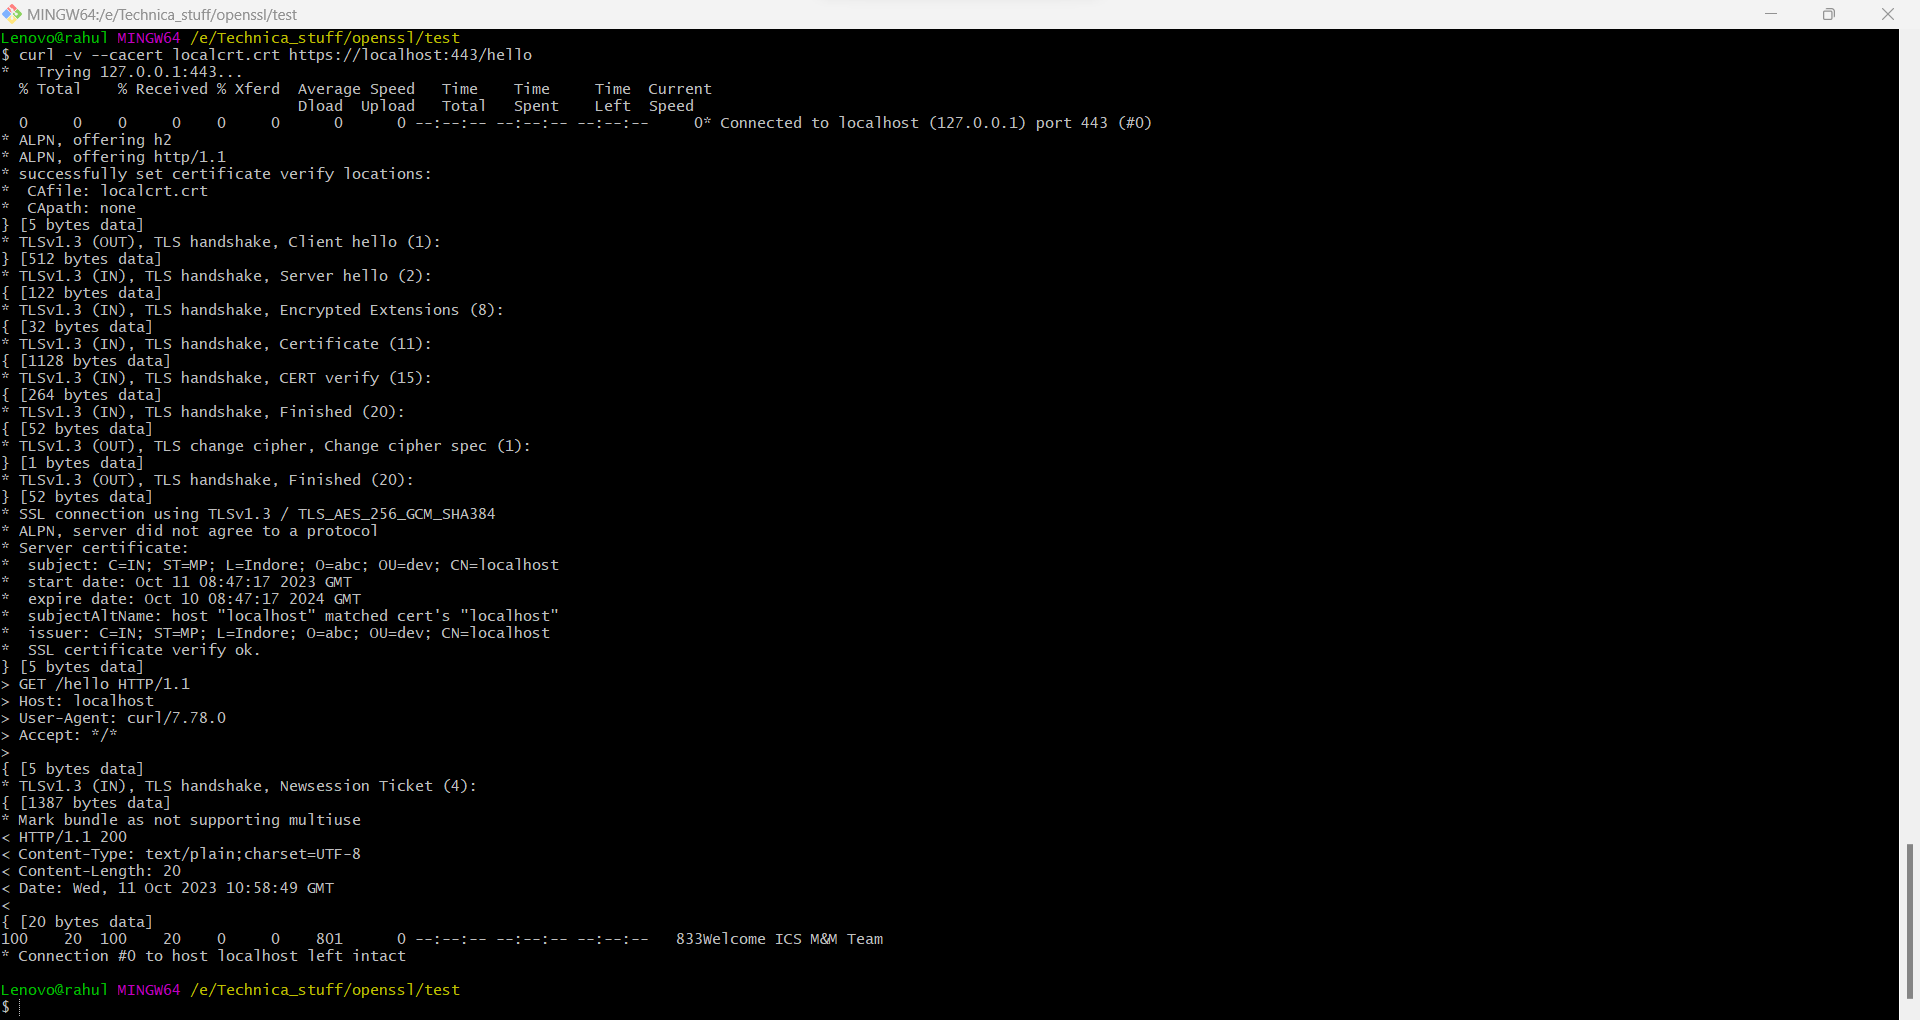 MINGW64:/e/Technica_stuff/openssl/test
Lenovo@rahul MINGW64 /e/Technica_stuff/openssl/test
$ curl -v --cacert localcrt.crt https://localhost:443/hello
*   Trying 127.0.0.1:443...
  % Total    % Received % Xferd  Average Speed   Time    Time     Time  Current
                                 Dload  Upload   Total   Spent    Left  Speed
  0     0    0     0    0     0      0      0 --:--:-- --:--:-- --:--:--     0* Connected to localhost (127.0.0.1) port 443 (#0)
* ALPN, offering h2
* ALPN, offering http/1.1
* successfully set certificate verify locations:
*  CAfile: localcrt.crt
*  CApath: none
} [5 bytes data]
* TLSv1.3 (OUT), TLS handshake, Client hello (1):
} [512 bytes data]
* TLSv1.3 (IN), TLS handshake, Server hello (2):
{ [122 bytes data]
* TLSv1.3 (IN), TLS handshake, Encrypted Extensions (8):
{ [32 bytes data]
* TLSv1.3 (IN), TLS handshake, Certificate (11):
{ [1128 bytes data]
* TLSv1.3 (IN), TLS handshake, CERT verify (15):
{ [264 bytes data]
* TLSv1.3 (IN), TLS handshake, Finished (20):
{ [52 bytes data]
* TLSv1.3 (OUT), TLS change cipher, Change cipher spec (1):
} [1 bytes data]
* TLSv1.3 (OUT), TLS handshake, Finished (20):
} [52 bytes data]
* SSL connection using TLSv1.3 / TLS_AES_256_GCM_SHA384
* ALPN, server did not agree to a protocol
* Server certificate:
*  subject: C=IN; ST=MP; L=Indore; O=abc; OU=dev; CN=localhost
*  start date: Oct 11 08:47:17 2023 GMT
*  expire date: Oct 10 08:47:17 2024 GMT
*  subjectAltName: host "localhost" matched cert's "localhost"
*  issuer: C=IN; ST=MP; L=Indore; O=abc; OU=dev; CN=localhost
*  SSL certificate verify ok.
} [5 bytes data]
> GET /hello HTTP/1.1
> Host: localhost
> User-Agent: curl/7.78.0
> Accept: */*
>
{ [5 bytes data]
* TLSv1.3 (IN), TLS handshake, Newsession Ticket (4):
{ [1387 bytes data]
* Mark bundle as not supporting multiuse
< HTTP/1.1 200
< Content-Type: text/plain;charset=UTF-8
< Content-Length: 20
< Date: Wed, 11 Oct 2023 10:58:49 GMT
<
{ [20 bytes data]
100    20  100    20    0     0    801      0 --:--:-- --:--:-- --:--:--   833Welcome ICS M&M Team
* Connection #0 to host localhost left intact
Lenovo@rahul MINGW64 /e/Technica_stuff/openssl/test
$